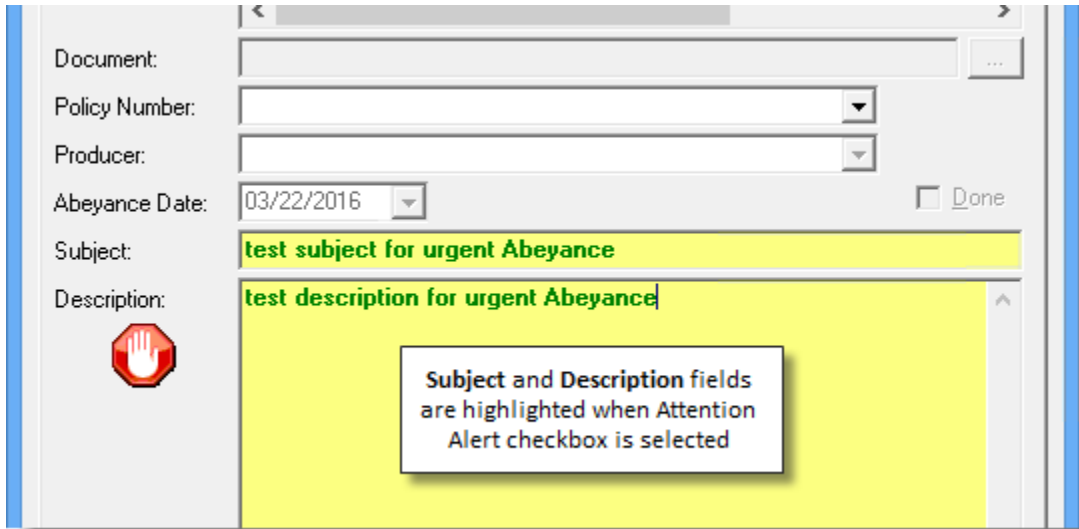 Document:
...
Policy Number:
Producer:
Abeyance Date: 03/22/2016 Done
Subject: test subject for urgent Abeyance
Description: test description for urgent Abeyance
Subject and Description fields
are highlighted when Attention
Alert checkbox is selected